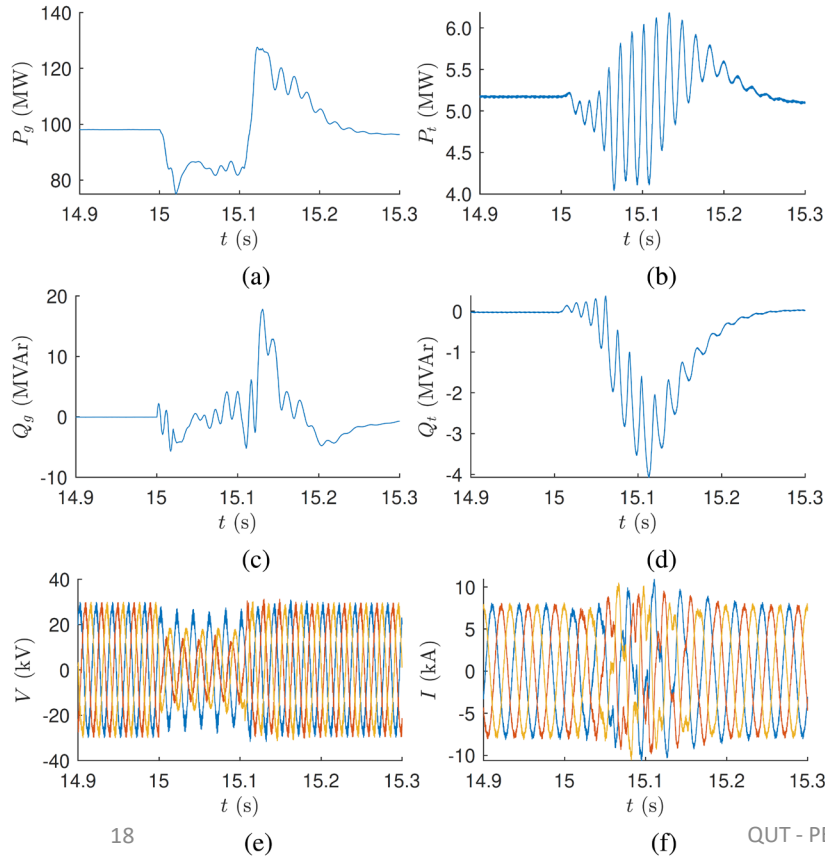 140
120
100
80
P_g (MW)
14.9 15 15.1 15.2 15.3
t (s)
(a)
6.0
5.0
4.0
P_t (MW)
14.9 15 15.1 15.2 15.3
t (s)
(b)
20
10
0
-10
Q_g (MVAr)
14.9 15 15.1 15.2 15.3
t (s)
(c)
0
-1
-2
-3
-4
Q_t (MVAr)
14.9 15 15.1 15.2 15.3
t (s)
(d)
40
20
0
-20
-40
V (kV)
14.9 15 15.1 15.2 15.3
t (s)
(e)
10
5
0
-5
-10
I (kA)
14.9 15 15.1 15.2 15.3
t (s)
(f)
18
QUT - PE